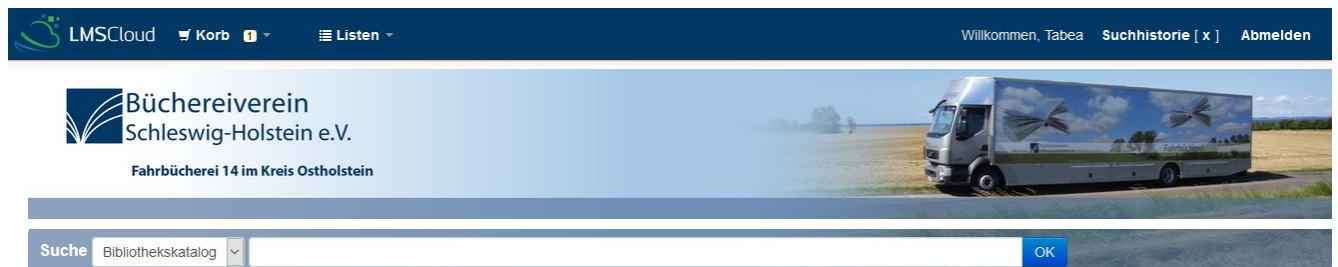 LMSCloud Korb 1 Listen Willkommen, Tabea Suchhistorie [ x ] Abmelden
Büchereiverein
Schleswig-Holstein e.V.
Fahrbücherei 14 im Kreis Ostholstein
Fahrbücherei
Suche Bibliothekskatalog OK